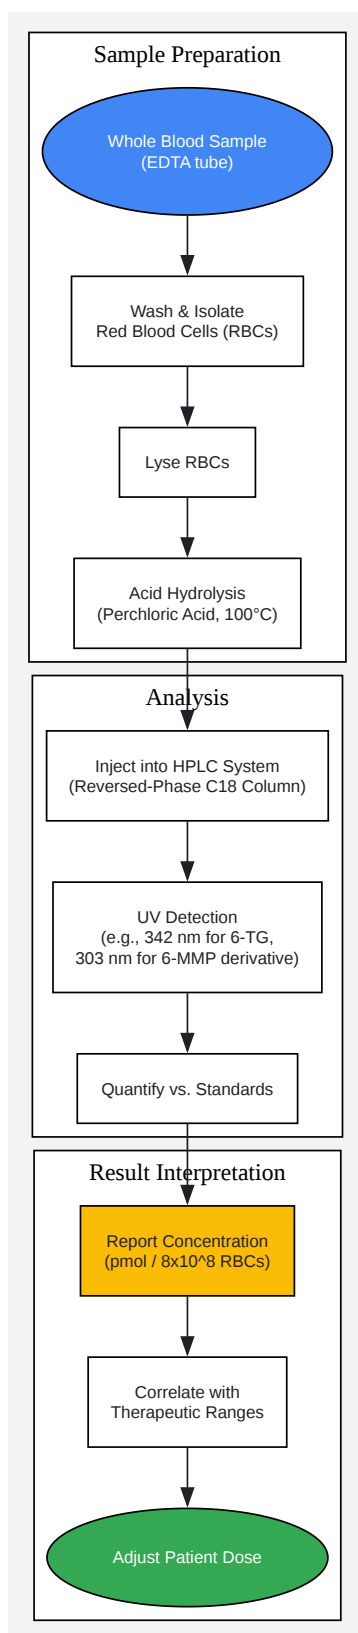 Sample Preparation
Whole Blood Sample
(EDTA tube)
Wash & Isolate
Red Blood Cells (RBCs)
Lyse RBCs
Acid Hydrolysis
(Perchloric Acid, 100°C)
Analysis
Inject into HPLC System
(Reversed-Phase C18 Column)
UV Detection
(e.g., 342 nm for 6-TG,
303 nm for 6-MMP derivative)
Quantify vs. Standards
Result Interpretation
Report Concentration
(pmol / 8x10^8 RBCs)
Correlate with
Therapeutic Ranges
Adjust Patient Dose